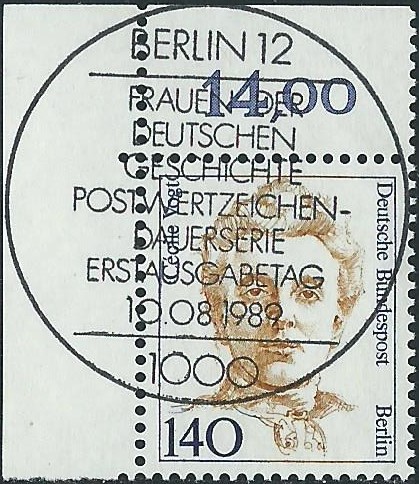 BERLIN 12
14,00
FRAUEN DER
DEUTSCHEN
GESCHICHTE
POSTWERTZEICHEN-
DAUERSERIE
ERSTAUSGABETAG
10.08 1989
1000
Cécile Vogt
Deutsche Bundespost Berlin
140